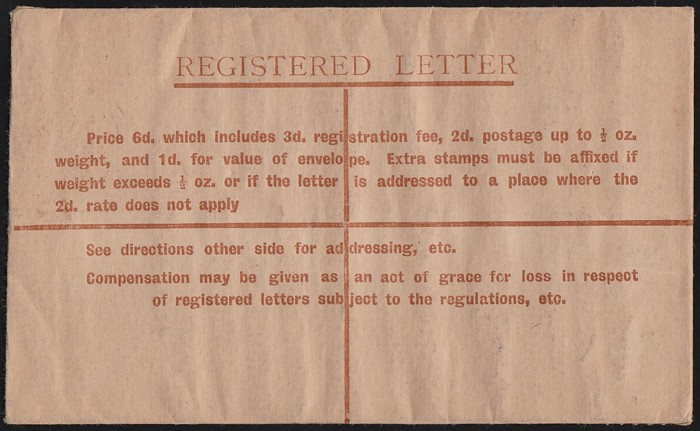 REGISTERED LETTER
Price 6d. which includes 3d. registration fee, 2d. postage up to ½ oz.
weight, and 1d. for value of envelope. Extra stamps must be affixed if
weight exceeds ½ oz. or if the letter is addressed to a place where the
2d. rate does not apply
See directions other side for addressing, etc.
Compensation may be given as an act of grace for loss in respect
of registered letters subject to the regulations, etc.